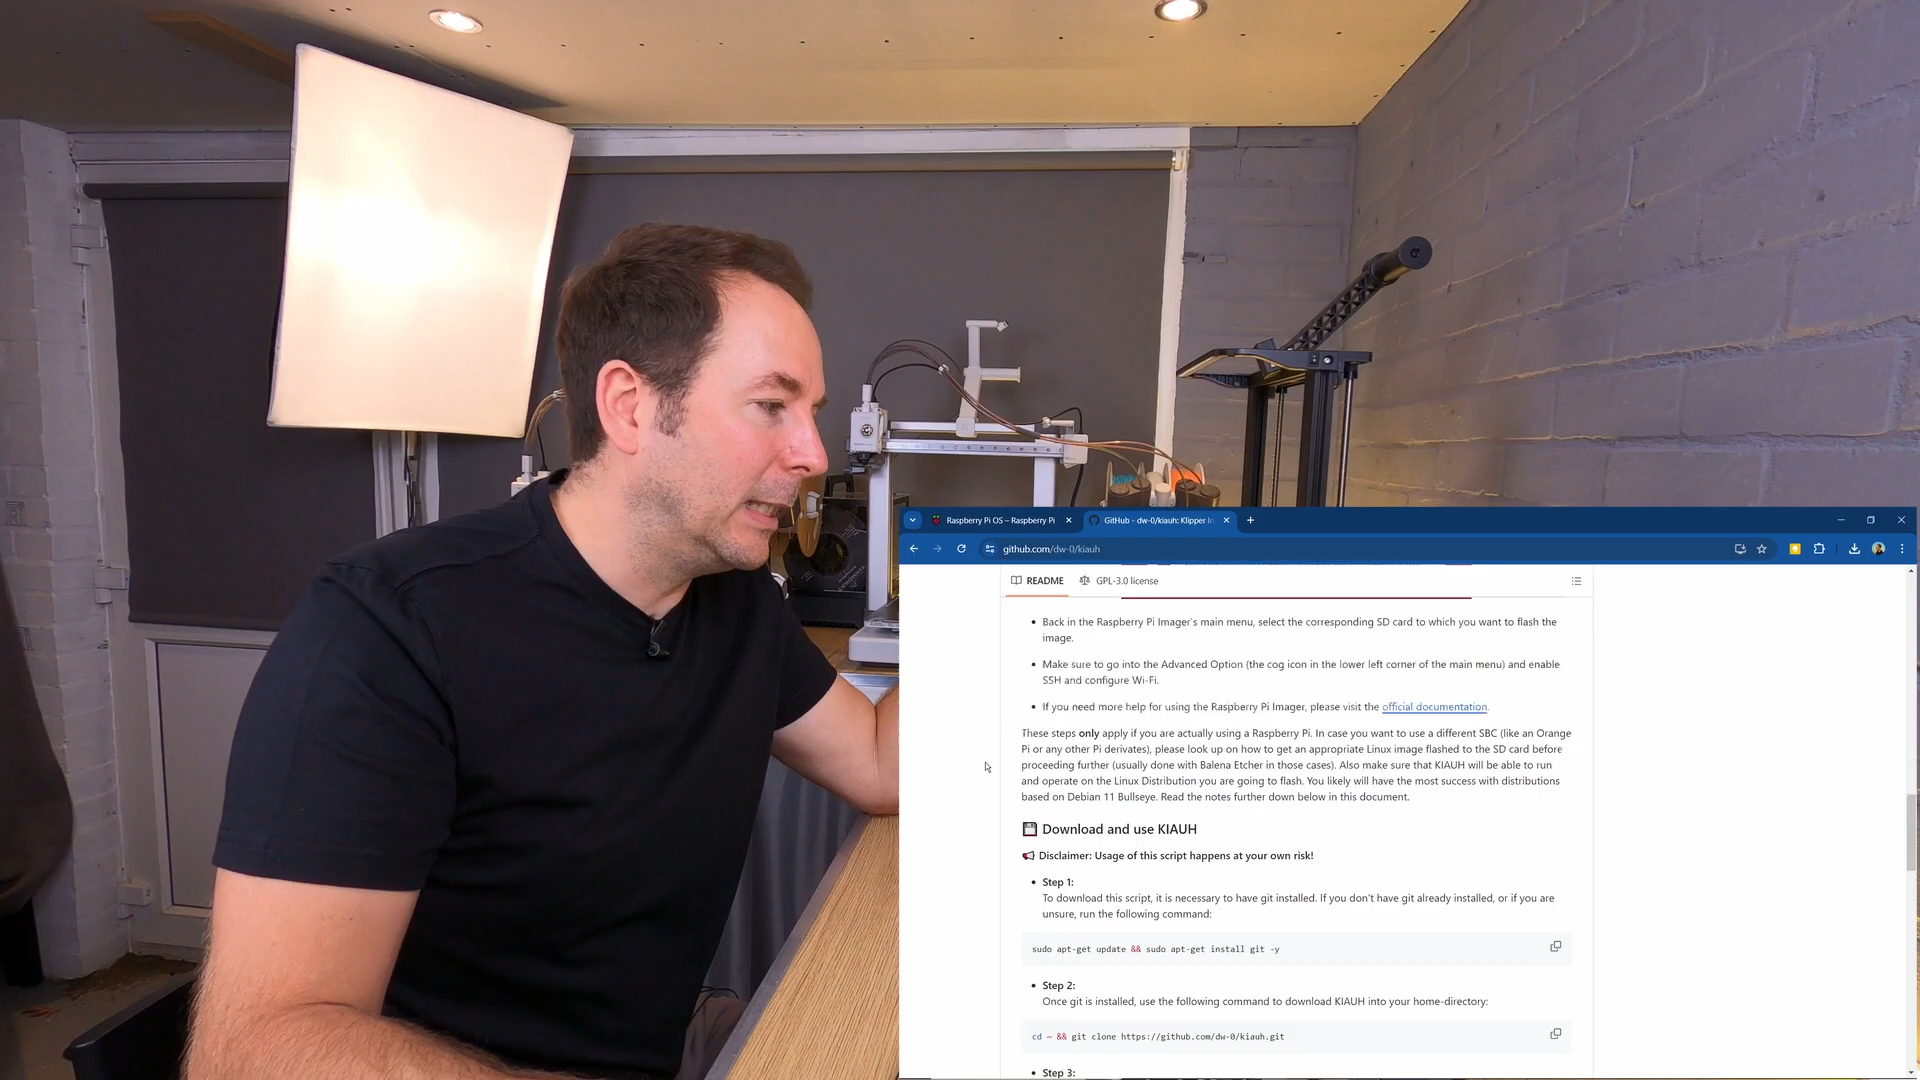 Raspberry Pi OS – Raspberry Pi
GitHub - dw-0/kiauh: Klipper In
github.com/dw-0/kiauh
README
GPL-3.0 license
Back in the Raspberry Pi Imager's main menu, select the corresponding SD card to which you want to flash the
image.
Make sure to go into the Advanced Option (the cog icon in the lower left corner of the main menu) and enable
SSH and configure Wi-Fi.
If you need more help for using the Raspberry Pi Imager, please visit the official documentation.
These steps only apply if you are actually using a Raspberry Pi. In case you want to use a different SBC (like an Orange
Pi or any other Pi derivates), please look up on how to get an appropriate Linux image flashed to the SD card before
proceeding further (usually done with Balena Etcher in those cases). Also make sure that KIAUH will be able to run
and operate on the Linux Distribution you are going to flash. You likely will have the most success with distributions
based on Debian 11 Bullseye. Read the notes further down below in this document.
Download and use KIAUH
Disclaimer: Usage of this script happens at your own risk!
Step 1:
To download this script, it is necessary to have git installed. If you don't have git already installed, or if you are
unsure, run the following command:
sudo apt-get update && sudo apt-get install git -y
Step 2:
Once git is installed, use the following command to download KIAUH into your home-directory:
cd ~ && git clone https://github.com/dw-0/kiauh.git
Step 3: